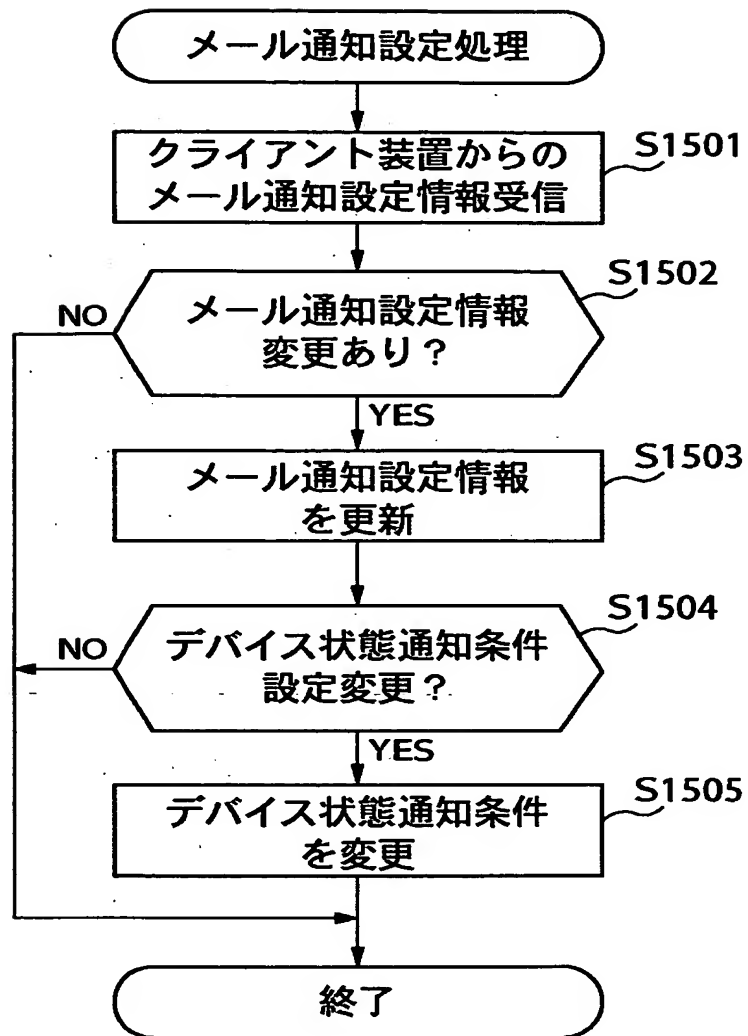 メール通知設定処理
クライアント装置からの
メール通知設定情報受信
S1501
メール通知設定情報
変更あり？
S1502
NO
YES
メール通知設定情報
を更新
S1503
デバイス状態通知条件
設定変更？
S1504
NO
YES
デバイス状態通知条件
を変更
S1505
終了